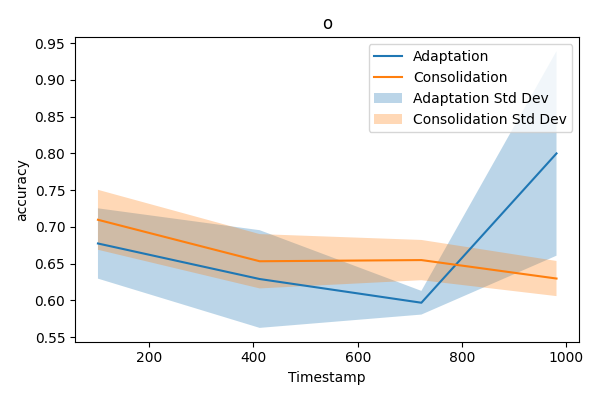 o
0.95
0.90
0.85
0.80
0.75
0.70
0.65
0.60
0.55
accuracy
Adaptation
Consolidation
Adaptation Std Dev
Consolidation Std Dev
200 400 600 800 1000
Timestamp